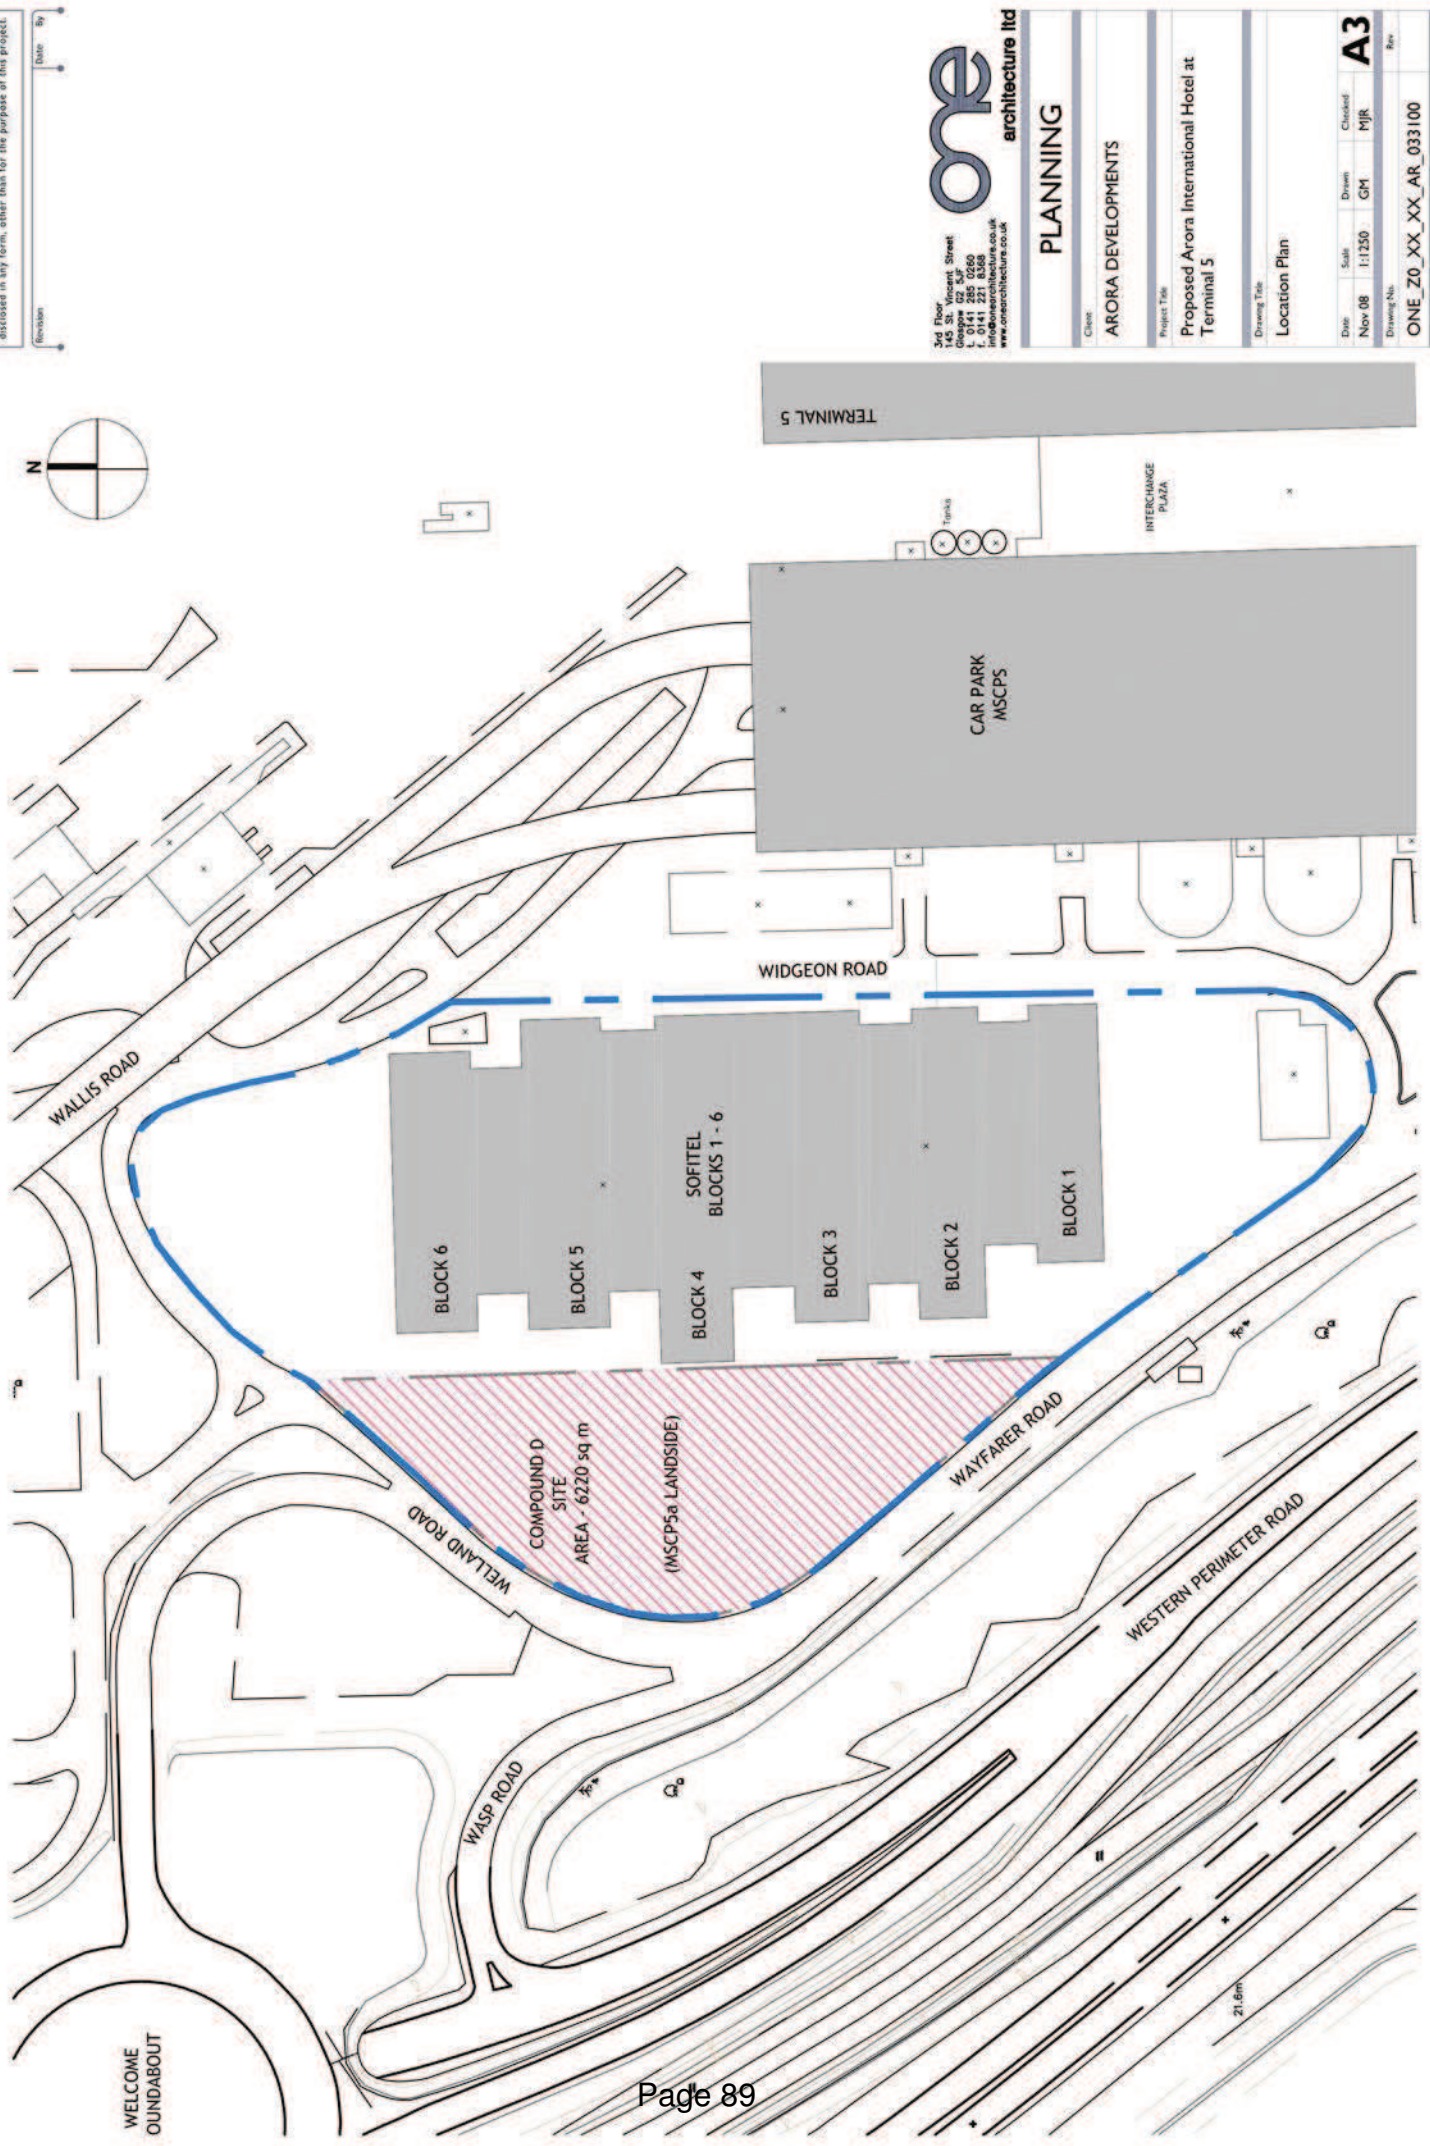 disclosed in any form, other than for the purpose of this project.
Revision
Date
By
N
WELCOME
OUNDABOUT
WALLIS ROAD
WELLAND ROAD
WASP ROAD
WIDGEON ROAD
WAYFARER ROAD
WESTERN PERIMETER ROAD
BLOCK 6
BLOCK 5
BLOCK 4
BLOCK 3
BLOCK 2
BLOCK 1
SOFITEL
BLOCKS 1 - 6
COMPOUND D
SITE
AREA - 6220 sq m
(MSCP5a LANDSIDE)
CAR PARK
MSCPS
Tanks
INTERCHANGE
PLAZA
TERMINAL 5
21.6m
one
architecture ltd
3rd Floor
145 St. Vincent Street
Glasgow G2 5JF
t. 0141 285 0260
f. 0141 221 8368
info@onearchitecture.co.uk
www.onearchitecture.co.uk
PLANNING
Client
ARORA DEVELOPMENTS
Project Title
Proposed Arora International Hotel at
Terminal 5
Drawing Title
Location Plan
Date
Scale
Drawn
Checked
Nov 08
1:1250
GM
MJR
A3
Drawing No.
Rev
ONE_Z0_XX_XX_AR_033100
Page 89